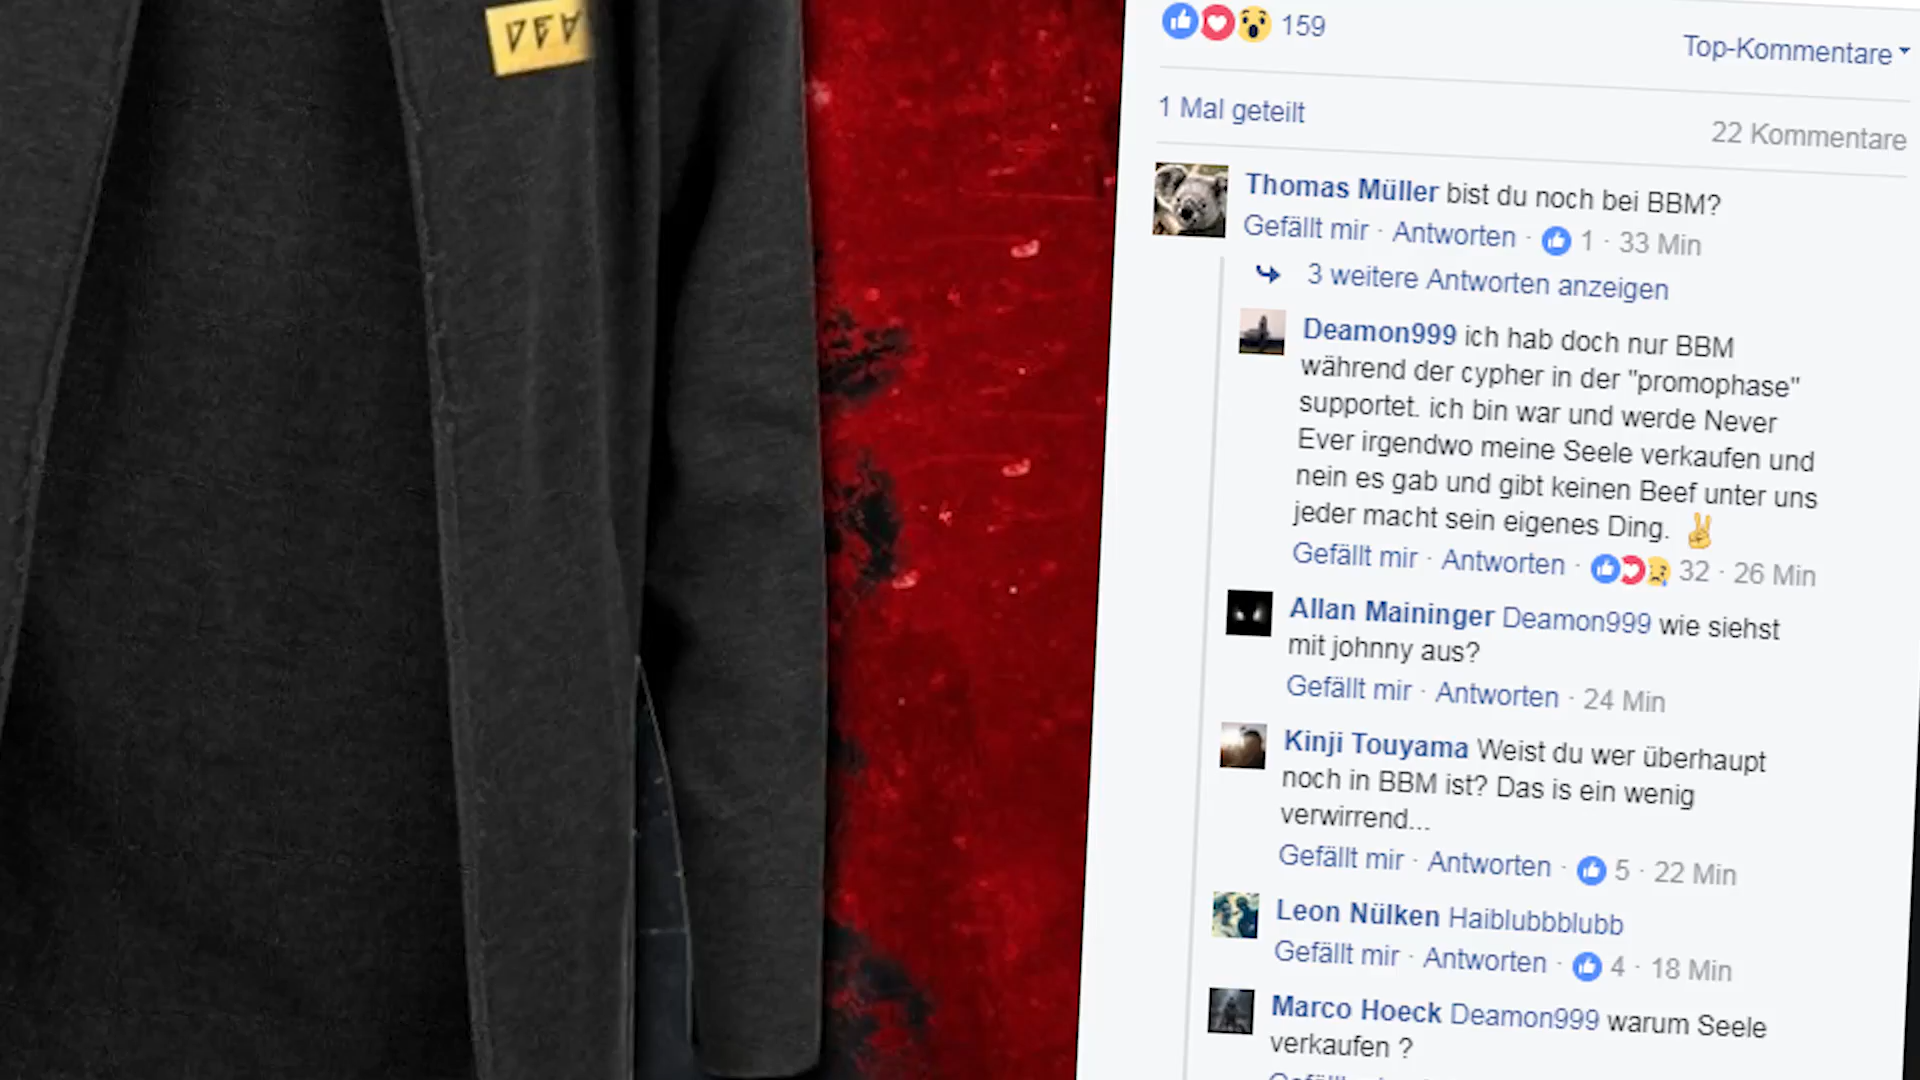 DEA
159
Top-Kommentare
1 Mal geteilt
22 Kommentare
Thomas Müller bist du noch bei BBM?
Gefällt mir · Antworten · 1 · 33 Min
3 weitere Antworten anzeigen
Deamon999 ich hab doch nur BBM
während der cypher in der "promophase"
supportet. ich bin war und werde Never
Ever irgendwo meine Seele verkaufen und
nein es gab und gibt keinen Beef unter uns
jeder macht sein eigenes Ding. ✌
Gefällt mir · Antworten · 32 · 26 Min
Allan Maininger Deamon999 wie siehst
mit johnny aus?
Gefällt mir · Antworten · 24 Min
Kinji Touyama Weist du wer überhaupt
noch in BBM ist? Das is ein wenig
verwirrend...
Gefällt mir · Antworten · 5 · 22 Min
Leon Nülken Haiblubbblubb
Gefällt mir · Antworten · 4 · 18 Min
Marco Hoeck Deamon999 warum Seele
verkaufen ?